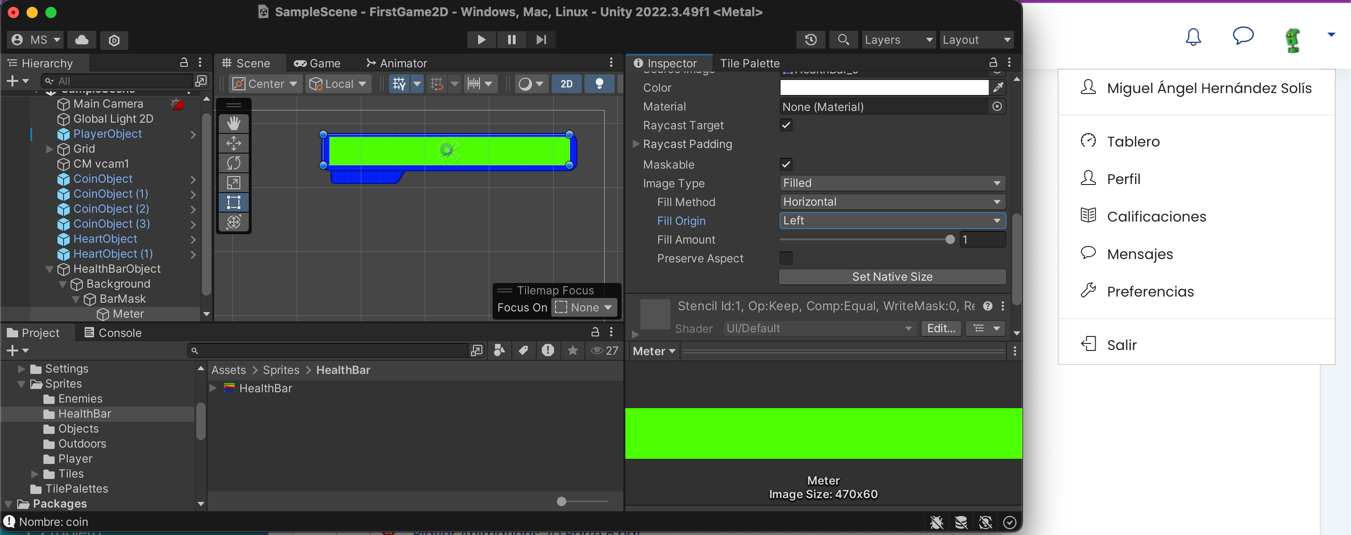 SampleScene - FirstGame2D - Windows, Mac, Linux - Unity 2022.3.49f1 <Metal>
MS
Layers
Layout
Hierarchy
All
SampleScene
Main Camera
Global Light 2D
PlayerObject
Grid
CM vcam1
CoinObject
CoinObject (1)
CoinObject (2)
CoinObject (3)
HeartObject
HeartObject (1)
HealthBarObject
Background
BarMask
Meter
Scene
Game
Animator
Center
Local
2D
Tilemap Focus
Focus On
None
Inspector
Tile Palette
Source Image
Color
Material
None (Material)
Raycast Target
Raycast Padding
Maskable
Image Type
Filled
Fill Method
Horizontal
Fill Origin
Left
Fill Amount
1
Preserve Aspect
Set Native Size
Stencil Id:1, Op:Keep, Comp:Equal, WriteMask:0, Re
Shader
UI/Default
Edit...
Meter
Meter
Image Size: 470x60
Project
Console
27
Settings
Sprites
Enemies
HealthBar
Objects
Outdoors
Player
Tiles
TilePalettes
Packages
Assets > Sprites > HealthBar
HealthBar
Nombre: coin
Miguel Ángel Hernández Solís
Tablero
Perfil
Calificaciones
Mensajes
Preferencias
Salir